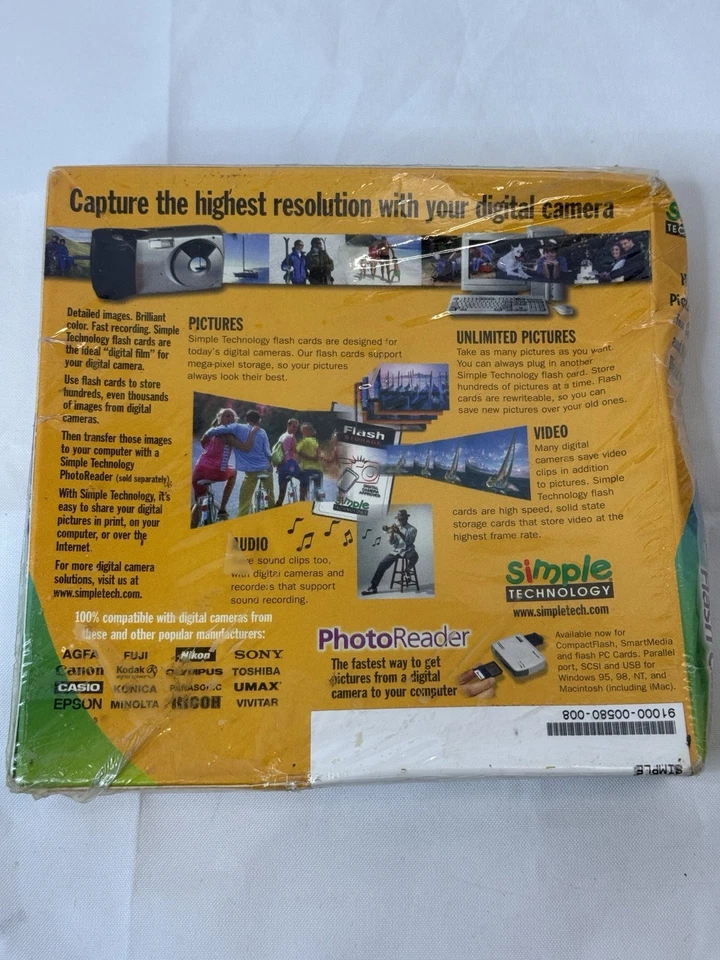 Capture the highest resolution with your digital camera
Detailed images. Brilliant
color. Fast recording. Simple
Technology flash cards are
the ideal "digital film" for
your digital camera.
Use flash cards to store
hundreds, even thousands
of images from digital
cameras.
Then transfer those images
to your computer with a
Simple Technology
PhotoReader (sold separately).
With Simple Technology, it's
easy to share your digital
pictures in print, on your
computer, or over the
Internet.
For more digital camera
solutions, visit us at
www.simpletech.com.
PICTURES
Simple Technology flash cards are designed for
today's digital cameras. Our flash cards support
mega-pixel storage, so your pictures
always look their best.
UNLIMITED PICTURES
Take as many pictures as you want.
You can always plug in another
Simple Technology flash card. Store
hundreds of pictures at a time. Flash
cards are rewriteable, so you can
save new pictures over your old ones.
Flash
Simple
VIDEO
Many digital
cameras save video
clips in addition
to pictures. Simple
Technology flash
cards are high speed, solid state
storage cards that store video at the
highest frame rate.
AUDIO
sound clips too,
with digital cameras and
recorders that support
sound recording.
Simple
TECHNOLOGY
www.simpletech.com
100% compatible with digital cameras from
these and other popular manufacturers:
AGFA FUJI Nikon SONY
Canon Kodak OLYMPUS TOSHIBA
CASIO KONICA PANASONIC UMAX
EPSON MINOLTA RICOH VIVITAR
PhotoReader
The fastest way to get
pictures from a digital
camera to your computer
Available now for
CompactFlash, SmartMedia
and flash PC Cards. Parallel
port, SCSI and USB for
Windows 95, 98, NT, and
Macintosh (including iMac).
91000-00580-008
SIMPLE